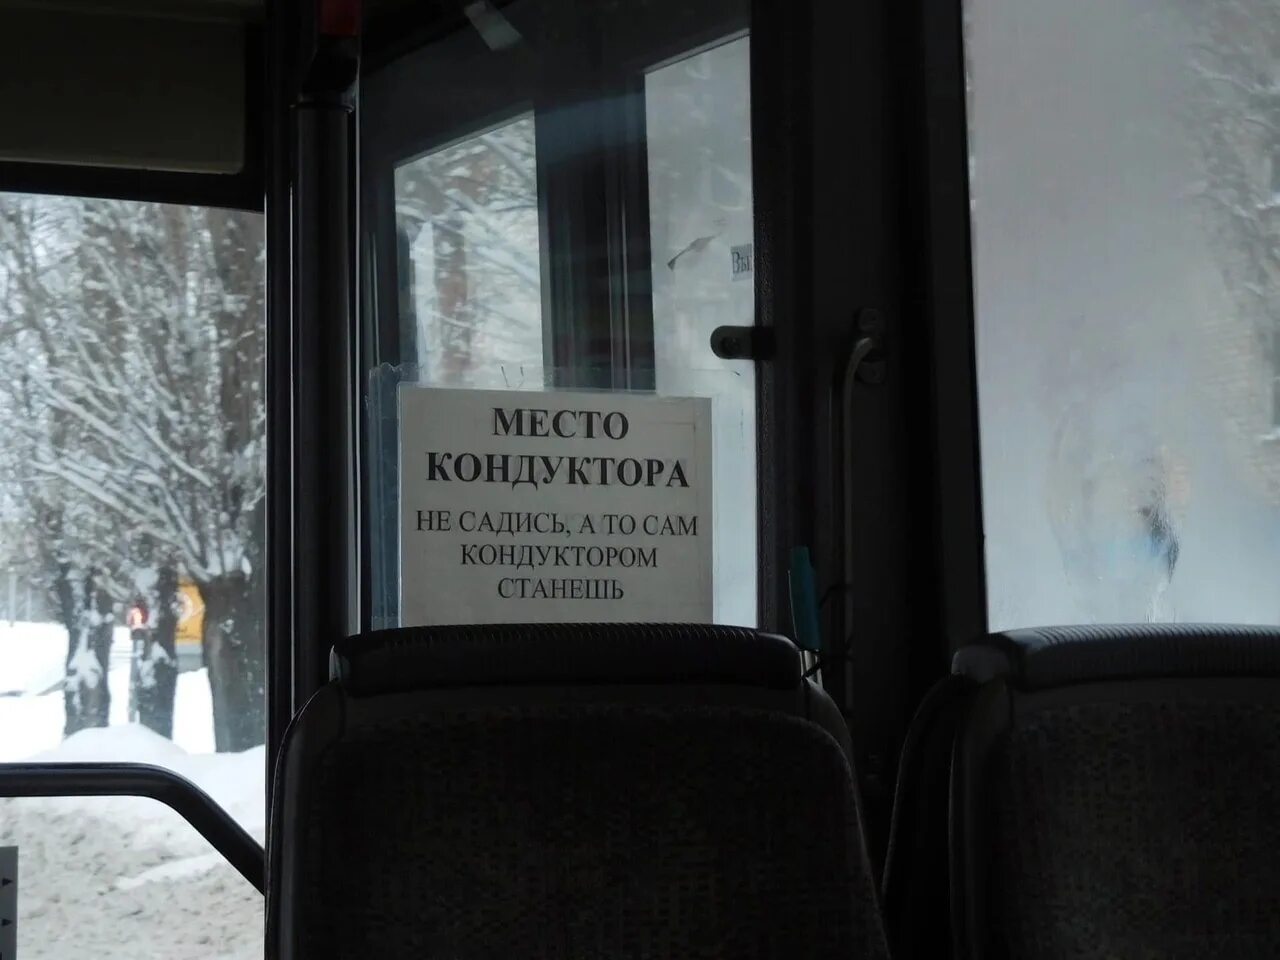 МЕСТО
КОНДУКТОРА
НЕ САДИСЬ, А ТО САМ
КОНДУКТОРОМ
СТАНЕШЬ